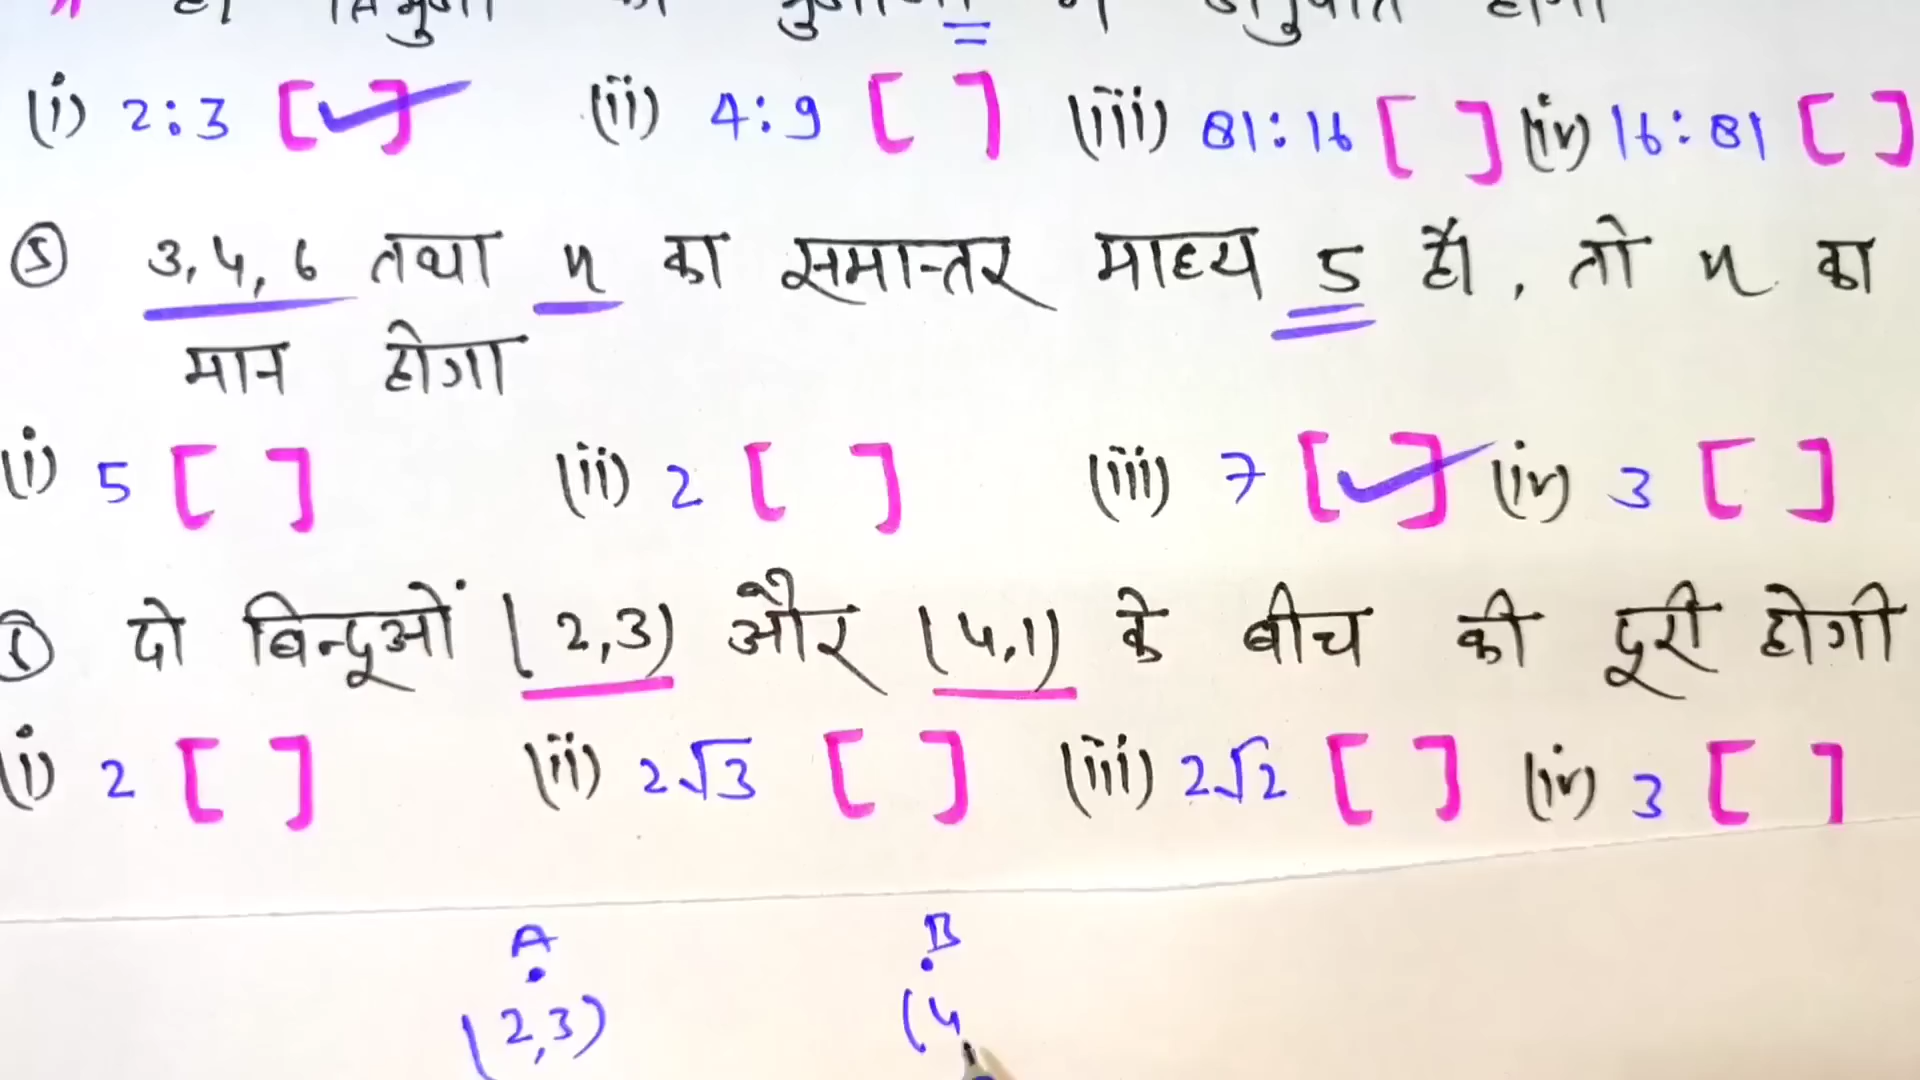 (i) 2:3 [✓] (ii) 4:9 [ ] (iii) 81:16 [ ] (iv) 16:81 [ ]
⑤ 3,4,6 तथा x का समान्तर माध्य 5 है, तो x का
मान होगा
(i) 5 [ ] (ii) 2 [ ] (iii) 7 [✓] (iv) 3 [ ]
दो बिन्दूओं (2,3) और (4,1) के बीच की दूरी होगी
(i) 2 [ ] (ii) 2√3 [ ] (iii) 2√2 [ ] (iv) 3 [ ]
A B
(2,3) (4